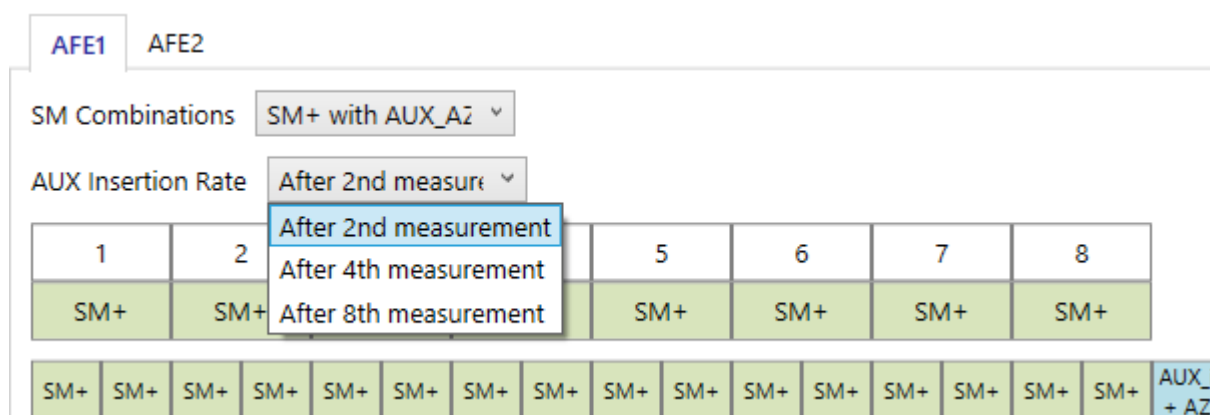 AFE1 AFE2
SM Combinations SM+ with AUX_AZ
AUX Insertion Rate After 2nd measure
After 2nd measurement
After 4th measurement
After 8th measurement
1 2 5 6 7 8
SM+ SM+ SM+ SM+ SM+ SM+
SM+ SM+ SM+ SM+ SM+ SM+ SM+ SM+ SM+ SM+ SM+ SM+ SM+ SM+ SM+ SM+ AUX_
+ AZ